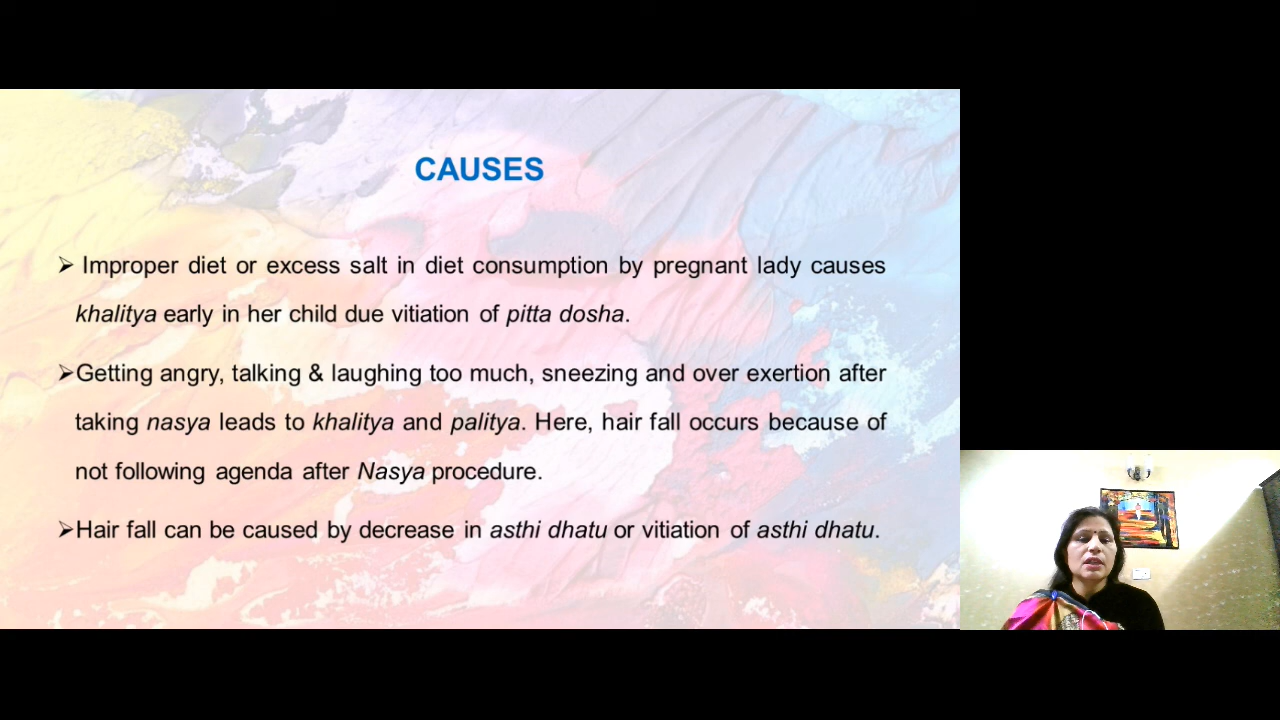 CAUSES
➢ Improper diet or excess salt in diet consumption by pregnant lady causes
khalitya early in her child due vitiation of pitta dosha.
➢Getting angry, talking & laughing too much, sneezing and over exertion after
taking nasya leads to khalitya and palitya. Here, hair fall occurs because of
not following agenda after Nasya procedure.
➢Hair fall can be caused by decrease in asthi dhatu or vitiation of asthi dhatu.